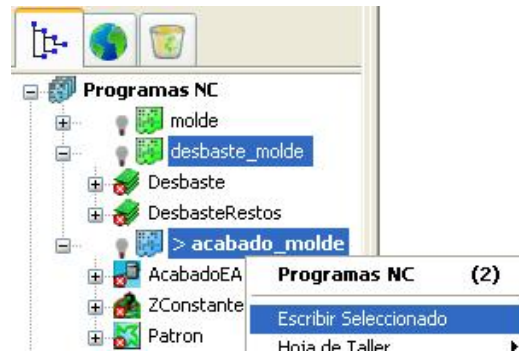 Programas NC
molde
desbaste_molde
Desbaste
DesbasteRestos
> acabado_molde
AcabadoEA
ZConstante
Patron
Programas NC (2)
Escribir Seleccionado
Hoja de Taller